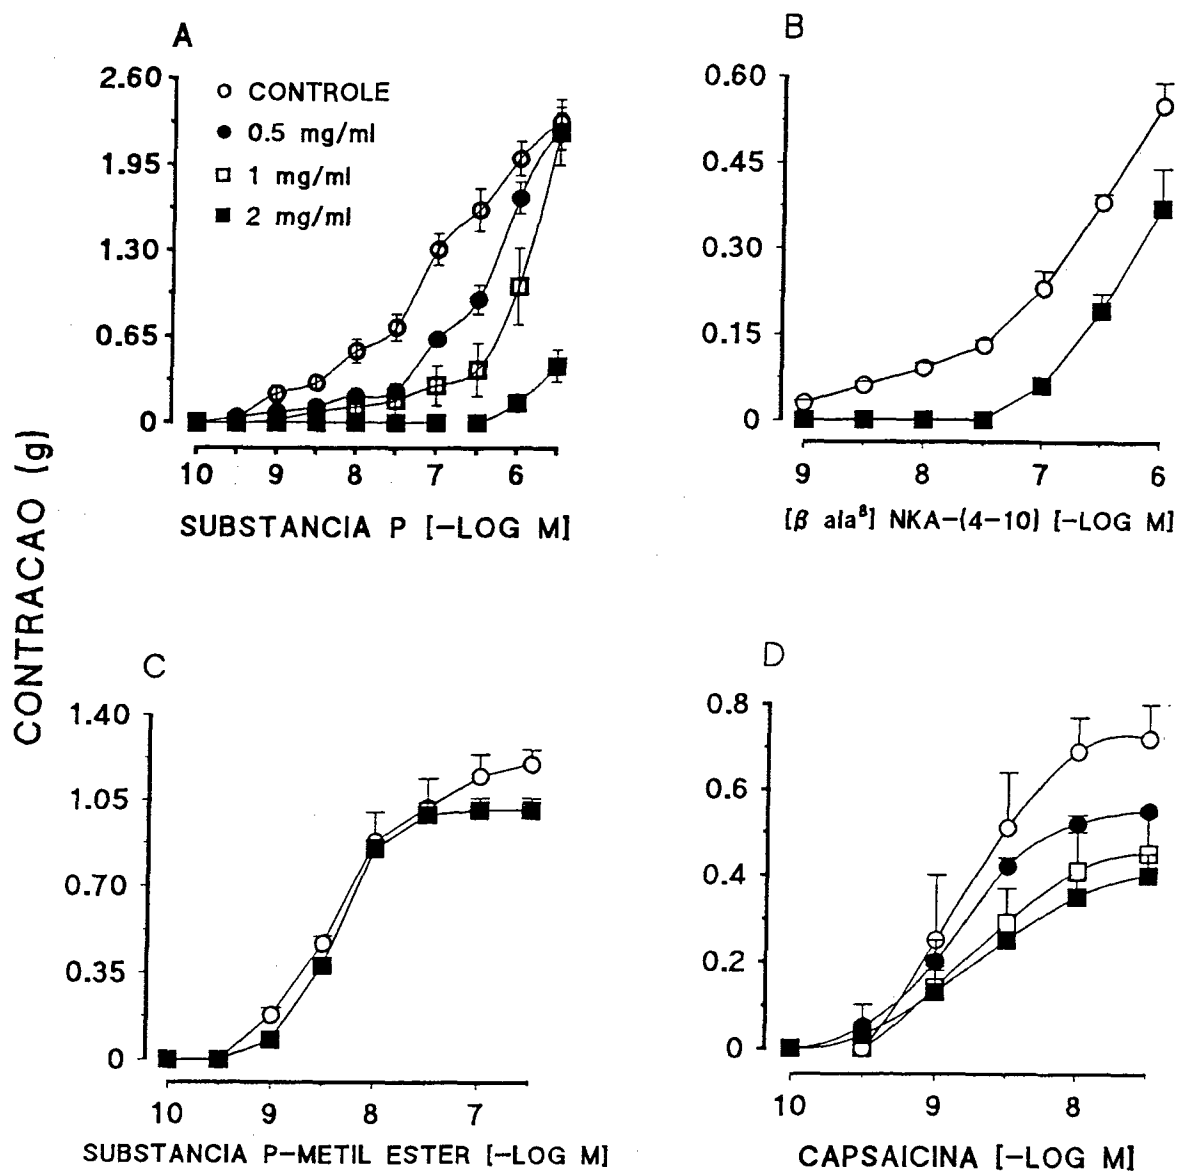 A
2.60
1.95
1.30
0.65
0
CONTROLE
0.5 mg/ml
1 mg/ml
2 mg/ml
10 9 8 7 6
SUBSTANCIA P [-LOG M]
B
0.60
0.45
0.30
0.15
0
9 8 7 6
[β ala⁸] NKA-(4-10) [-LOG M]
CONTRACAO (g)
C
1.40
1.05
0.70
0.35
0
10 9 8 7
SUBSTANCIA P-METIL ESTER [-LOG M]
D
0.8
0.6
0.4
0.2
0
10 9 8
CAPSAICINA [-LOG M]